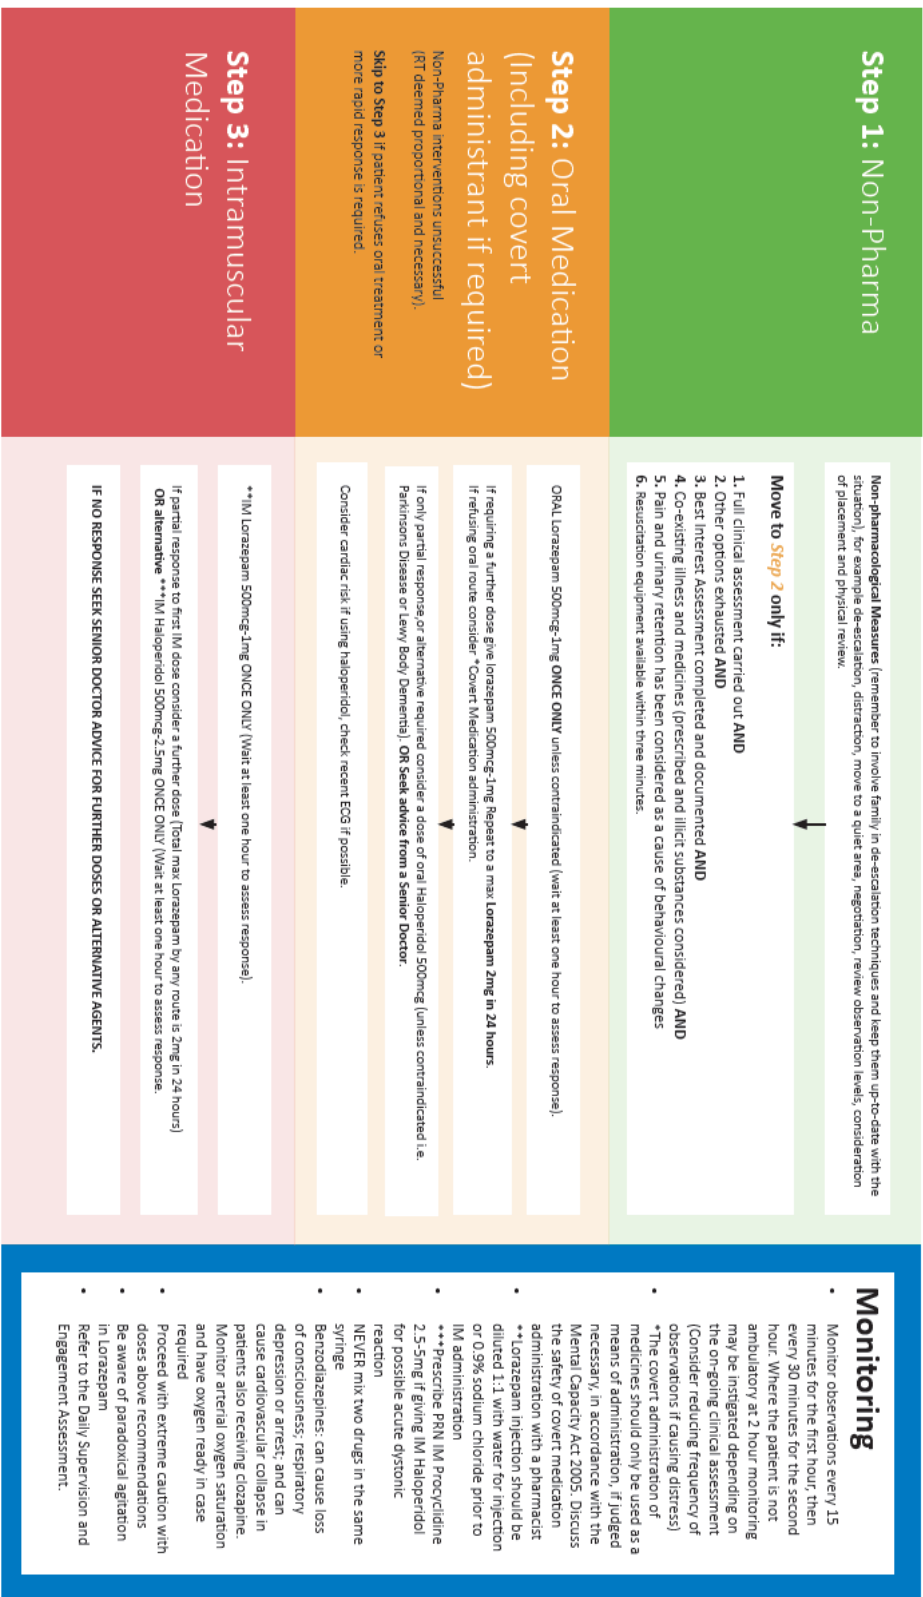 Step 1: Non-Pharma
Non-pharmacological Measures (remember to involve family in de-escalation techniques and keep them up-to-date with the
situation), for example de-escalation, distraction, move to a quiet area, negotiation, review observation levels, consideration
of placement and physical review.
Move to Step 2 only if:
1. Full clinical assessment carried out AND
2. Other options exhausted AND
3. Best Interest Assessment completed and documented AND
4. Co-existing illness and medicines (prescribed and illicit substances considered) AND
5. Pain and urinary retention has been considered as a cause of behavioural changes
6. Resuscitation equipment available within three minutes.
Step 2: Oral Medication
(Including covert
administrant if required)
Non-Pharma interventions unsuccessful
(RT deemed proportional and necessary).
Skip to Step 3 if patient refuses oral treatment or
more rapid response is required.
ORAL Lorazepam 500mcg-1mg ONCE ONLY unless contraindicated (wait at least one hour to assess response).
If requiring a further dose give lorazepam 500mcg-1mg Repeat to a max Lorazepam 2mg in 24 hours.
If refusing oral route consider *Covert Medication administration.
If only partial response,or alternative required consider a dose of oral Haloperidol 500mcg (unless contraindicated i.e.
Parkinsons Disease or Lewy Body Dementia). OR Seek advice from a Senior Doctor.
Consider cardiac risk if using haloperidol, check recent ECG if possible.
Step 3: Intramuscular
Medication
**IM Lorazepam 500mcg-1mg ONCE ONLY (Wait at least one hour to assess response).
If partial response to first IM dose consider a further dose (Total max Lorazepam by any route is 2mg in 24 hours)
OR alternative ***IM Haloperidol 500mcg-2.5mg ONCE ONLY (Wait at least one hour to assess response.
IF NO RESPONSE SEEK SENIOR DOCTOR ADVICE FOR FURTHER DOSES OR ALTERNATIVE AGENTS.
Monitoring
• Monitor observations every 15
minutes for the first hour, then
every 30 minutes for the second
hour. Where the patient is not
ambulatory at 2 hour monitoring
may be instigated depending on
the on-going clinical assessment
(Consider reducing frequency of
observations if causing distress)
• *The covert administration of
medicines should only be used as a
means of administration, if judged
necessary, in accordance with the
Mental Capacity Act 2005. Discuss
the safety of covert medication
administration with a pharmacist
• **Lorazepam injection should be
diluted 1:1 with water for injection
or 0.9% sodium chloride prior to
IM administration
• ***Prescribe PRN IM Procyclidine
2.5-5mg if giving IM Haloperidol
for possible acute dystonic
reaction
• NEVER mix two drugs in the same
syringe
• Benzodiazepines: can cause loss
of consciousness; respiratory
depression or arrest; and can
cause cardiovascular collapse in
patients also receiving clozapine.
Monitor arterial oxygen saturation
and have oxygen ready in case
required
• Proceed with extreme caution with
doses above recommendations
• Be aware of paradoxical agitation
in Lorazepam
• Refer to the Daily Supervision and
Engagement Assessment.